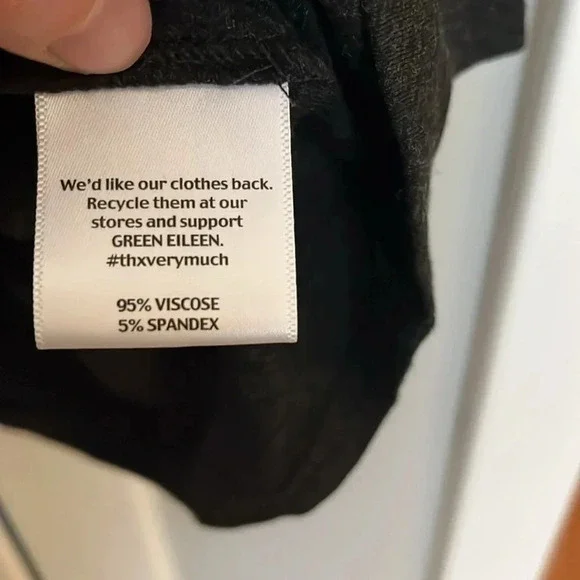 We'd like our clothes back.
Recycle them at our
stores and support
GREEN EILEEN.
#thxverymuch
95% VISCOSE
5% SPANDEX